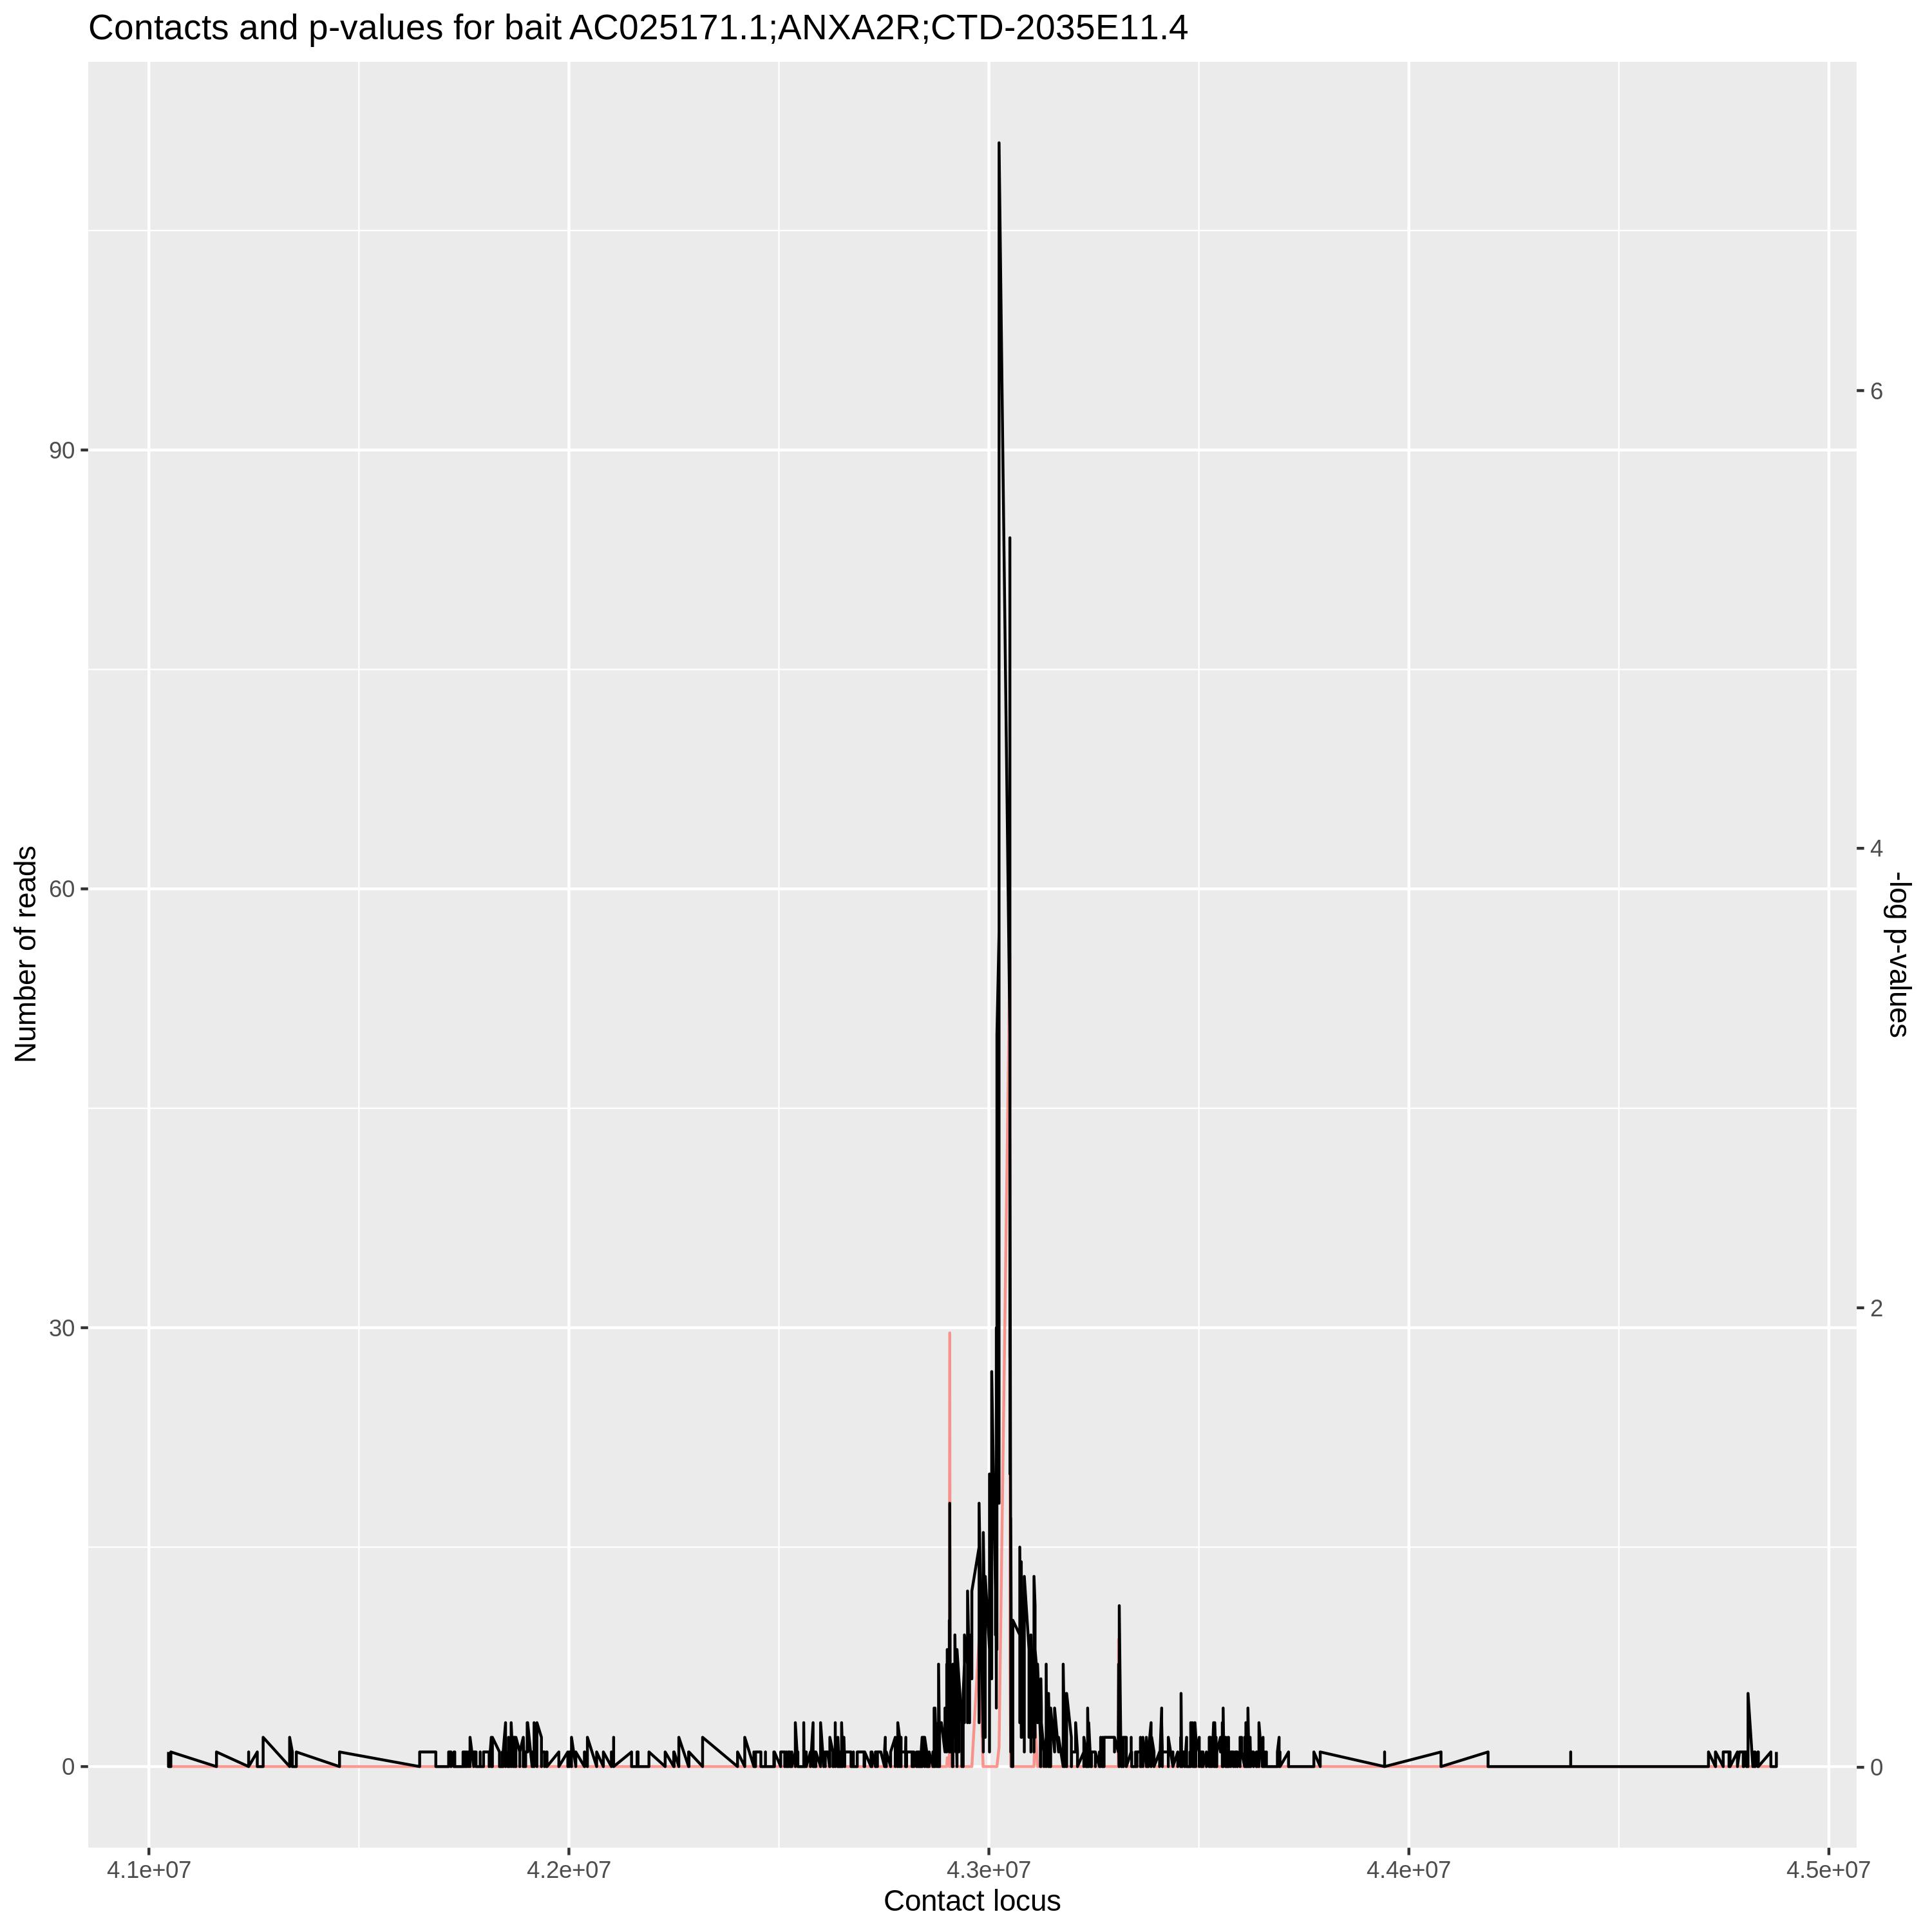 Contacts and p-values for bait AC025171.1;ANXA2R;CTD-2035E11.4
Number of reads
90
60
30
0
6
4
2
0
-log p-values
4.1e+07 4.2e+07 4.3e+07 4.4e+07 4.5e+07
Contact locus